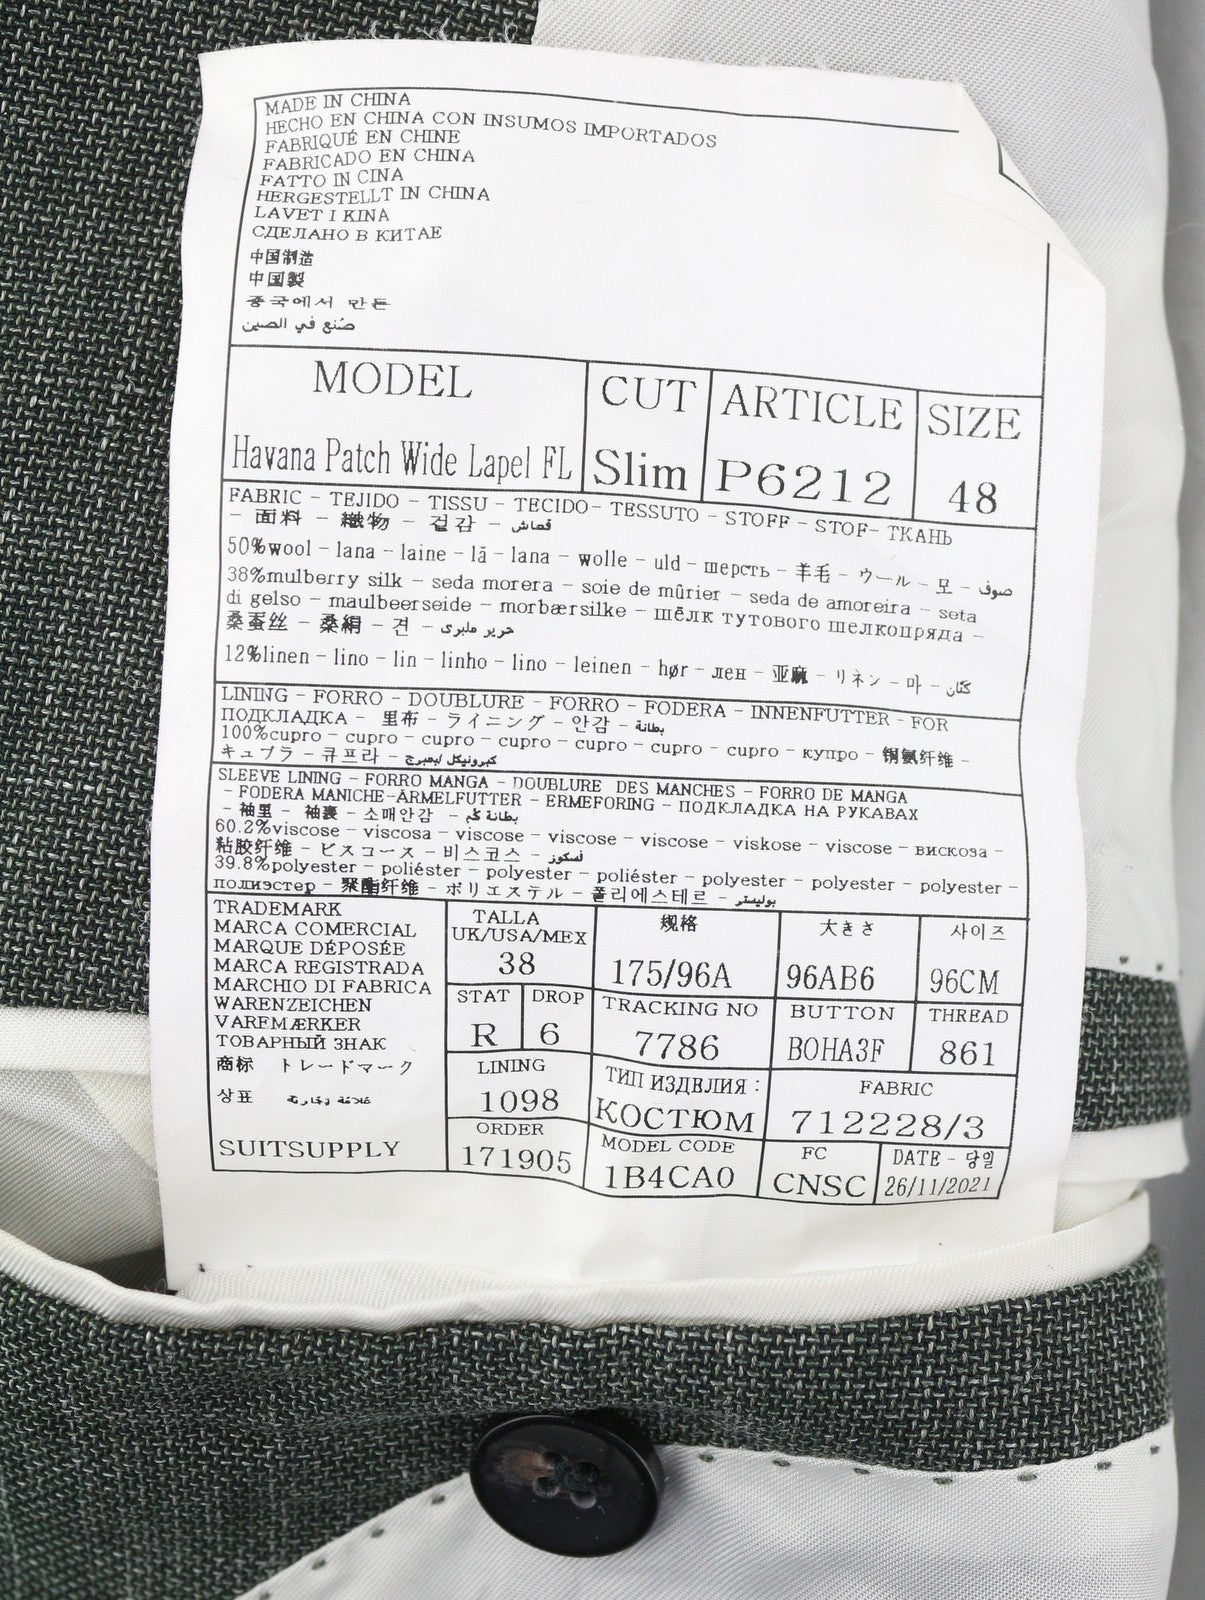 MADE IN CHINA
HECHO EN CHINA CON INSUMOS IMPORTADOS
FABRIQUÉ EN CHINE
FABRICADO EN CHINA
FATTO IN CINA
HERGESTELLT IN CHINA
LAVET I KINA
СДЕЛАНО В КИТАЕ
中国制造
中国製
중국에서 만든
صنع في الصين
MODEL CUT ARTICLE SIZE
Havana Patch Wide Lapel FL Slim P6212 48
FABRIC - TEJIDO - TISSU - TECIDO- TESSUTO - STOFF - STOF- ТКАНЬ
- 面料 - 織物 - 겉감 - قماش
50%wool - lana - laine - lã - lana - wolle - uld - шерсть - 羊毛 - ウール - 모 - صوف
38%mulberry silk - seda morera - soie de mûrier - seda de amoreira - seta
di gelso - maulbeerseide - morbærsilke - шёлк тутового шелкопряда -
桑蚕丝 - 桑絹 - 견 - حرير ملبري
12%linen - lino - lin - linho - lino - leinen - hør - лен - 亚麻 - リネン - 마 - كتان
LINING - FORRO - DOUBLURE - FORRO - FODERA - INNENFUTTER - FOR
ПОДКЛАДКА - 里布 - ライニング - 안감 - بطانة
100%cupro - cupro - cupro - cupro - cupro - cupro - cupro - купро - 铜氨纤维 -
キュプラ - 큐프라 -
SLEEVE LINING - FORRO MANGA - DOUBLURE DES MANCHES - FORRO DE MANGA
- FODERA MANICHE-ÄRMELFUTTER - ERMEFORING - ПОДКЛАДКА НА РУКАВАХ
- 袖里 - 袖裏 - 소매안감 - بطانة كم
60.2%viscose - viscosa - viscose - viscose - viscose - viskose - viscose - вискоза -
粘胶纤维 - ビスコース - 비스코스 -
39.8%polyester - poliéster - polyester - poliéster - polyester - polyester - polyester -
полиэстер - 聚酯纤维 - ポリエステル - 폴리에스테르 - بوليستر
TRADEMARK
MARCA COMERCIAL
MARQUE DÉPOSÉE
MARCA REGISTRADA
MARCHIO DI FABRICA
WARENZEICHEN
VAREMÆRKER
ТОВАРНЫЙ ЗНАК
商标 トレードマーク
상표 علامة تجارية
SUITSUPPLY
TALLA
UK/USA/MEX
38
规格
175/96A
大きさ
96AB6
사이즈
96CM
STAT
R
DROP
6
TRACKING NO
7786
BUTTON
BOHA3F
THREAD
861
LINING
1098
ТИП ИЗДЕЛИЯ :
КОСТЮМ
FABRIC
712228/3
ORDER
171905
MODEL CODE
1B4CA0
FC
CNSC
DATE - 당일
26/11/2021